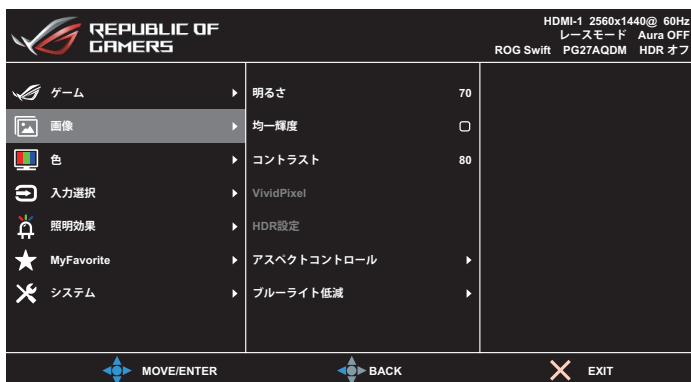 REPUBLIC OF
GAMERS
HDMI-1 2560x1440@ 60Hz
レースモード Aura OFF
ROG Swift PG27AQDM HDR オフ
ゲーム
画像
色
入力選択
照明効果
MyFavorite
システム
明るさ 70
均一輝度
コントラスト 80
VividPixel
HDR設定
アスペクトコントロール
ブルーライト低減
MOVE/ENTER BACK EXIT